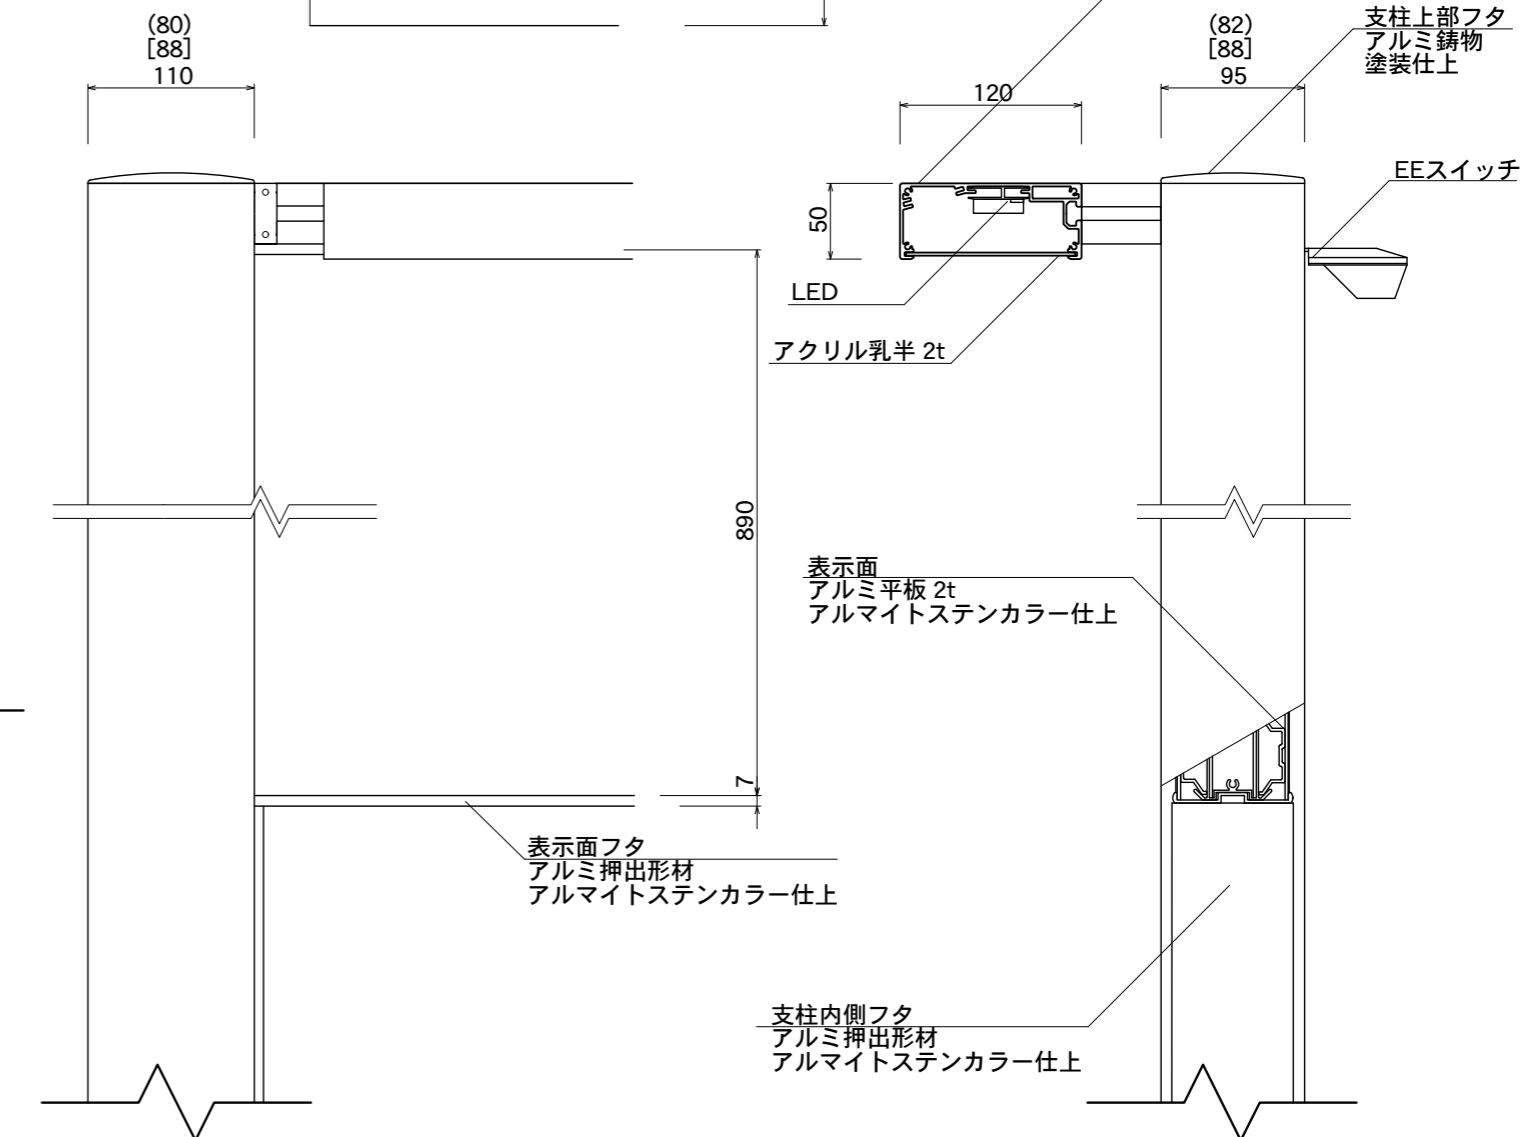 (80)
[88]
110
(82)
[88]
95
支柱上部フタ
アルミ鋳物
塗装仕上
120
EEスイッチ
50
LED
アクリル乳半 2t
890
表示面
アルミ平板 2t
アルマイトステンカラー仕上
7
表示面フタ
アルミ押出形材
アルマイトステンカラー仕上
支柱内側フタ
アルミ押出形材
アルマイトステンカラー仕上